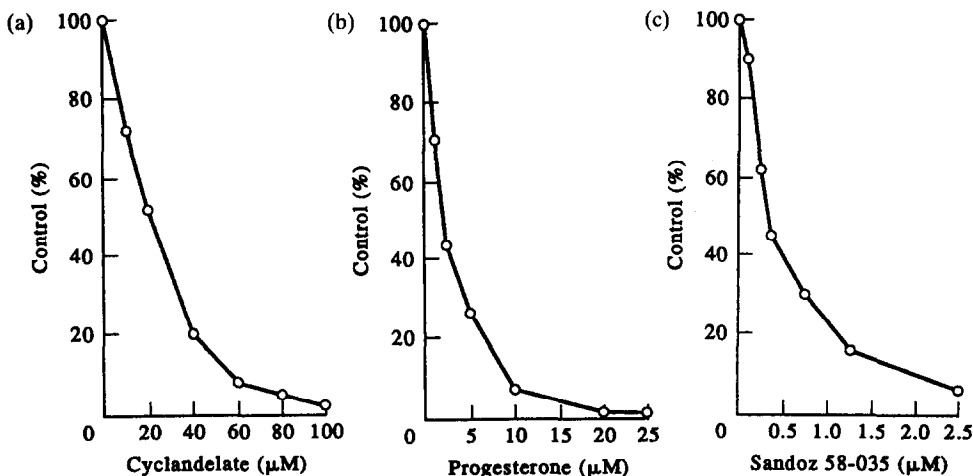 (a)
100
80
60
40
20
0
Control (%)
20 40 60 80 100
Cyclandelate (μM)
(b)
100
80
60
40
20
0
Control (%)
5 10 15 20 25
Progesterone (μM)
(c)
100
80
60
40
20
0
Control (%)
0.5 1.0 1.5 2.0 2.5
Sandoz 58-035 (μM)